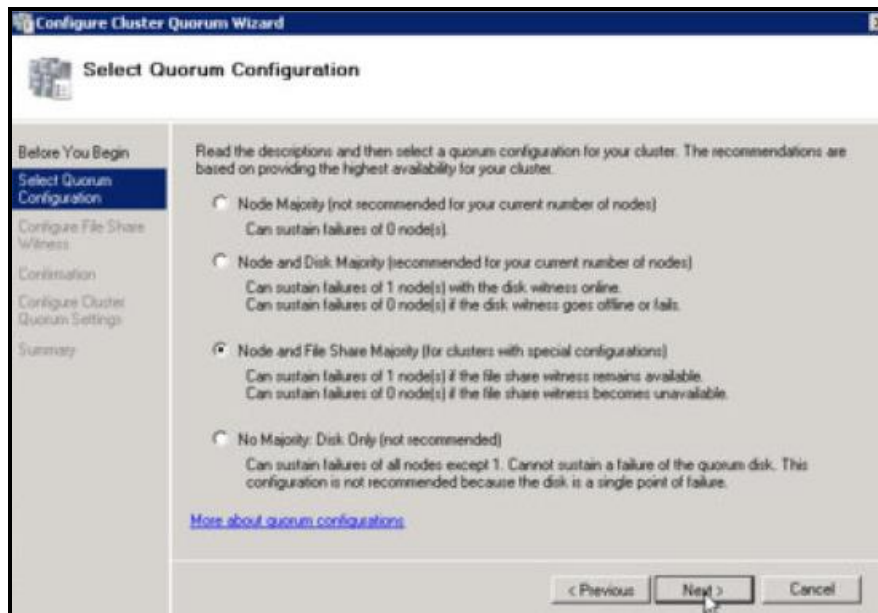 Configure Cluster Quorum Wizard
Select Quorum Configuration
Before You Begin
Select Quorum
Configuration
Configure File Share
Witness
Confirmation
Configure Cluster
Quorum Settings
Summary
Read the descriptions and then select a quorum configuration for your cluster. The recommendations are
based on providing the highest availability for your cluster.
Node Majority (not recommended for your current number of nodes)
Can sustain failures of 0 node(s).
Node and Disk Majority (recommended for your current number of nodes)
Can sustain failures of 1 node(s) with the disk witness online.
Can sustain failures of 0 node(s) if the disk witness goes offline or fails.
Node and File Share Majority (for clusters with special configurations)
Can sustain failures of 1 node(s) if the file share witness remains available.
Can sustain failures of 0 node(s) if the file share witness becomes unavailable.
No Majority: Disk Only (not recommended)
Can sustain failures of all nodes except 1. Cannot sustain a failure of the quorum disk. This
configuration is not recommended because the disk is a single point of failure.
More about quorum configurations
< Previous
Next >
Cancel